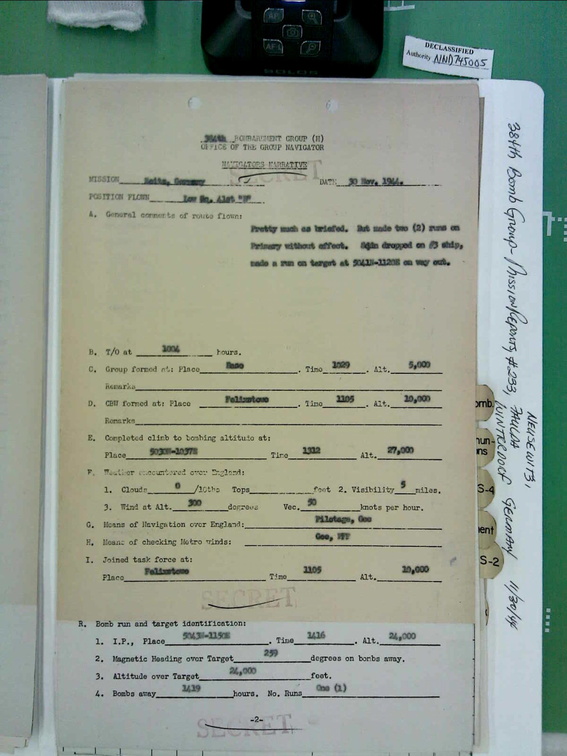 DECLASSIFIED
Authority NND745005
384th BOMBARDMENT GROUP (H)
OFFICE OF THE GROUP NAVIGATOR
NAVIGATORS NARRATIVE
SECRET
MISSION Zeitz, Germany DATE 30 Nov. 1944.
POSITION FLOWN Low Sq. 41st "B"
A. General comments of route flown:
Pretty much as briefed. But made two (2) runs on
Primary without effect. Sqdn dropped on #3 ship,
made a run on target at 5041N-1120E on way out.
B. T/O at 1004 hours.
C. Group formed at: Place Base . Time 1029 . Alt. 5,000
Remarks
D. CBW formed at: Place Felixstowe . Time 1105 . Alt. 10,000
Remarks
E. Completed climb to bombing altitude at:
Place 5030N-1037E Time 1312 Alt. 27,000
F. Weather encountered over England:
1. Clouds 0 /10ths Tops feet 2. Visibility 5 miles.
3. Wind at Alt. 300 degrees Vec. 50 knots per hour.
G. Means of Navigation over England: Pilotage, Gee
H. Means of checking Metro winds: Gee,
I. Joined task force at:
Place Felixstowe Time 1105 Alt. 10,000
SECRET
R. Bomb run and target identification:
1. I.P., Place 5043N-1150E . Time 1416 . Alt. 24,000
2. Magnetic Heading over Target 259 degrees on bombs away.
3. Altitude over Target 24,000 feet.
4. Bombs away 1419 hours. No. Runs One (1)
-2-
SECRET
384th Bomb Group - Mission Reports, #233,
GERMANY 11/30/44
S-4
S-2